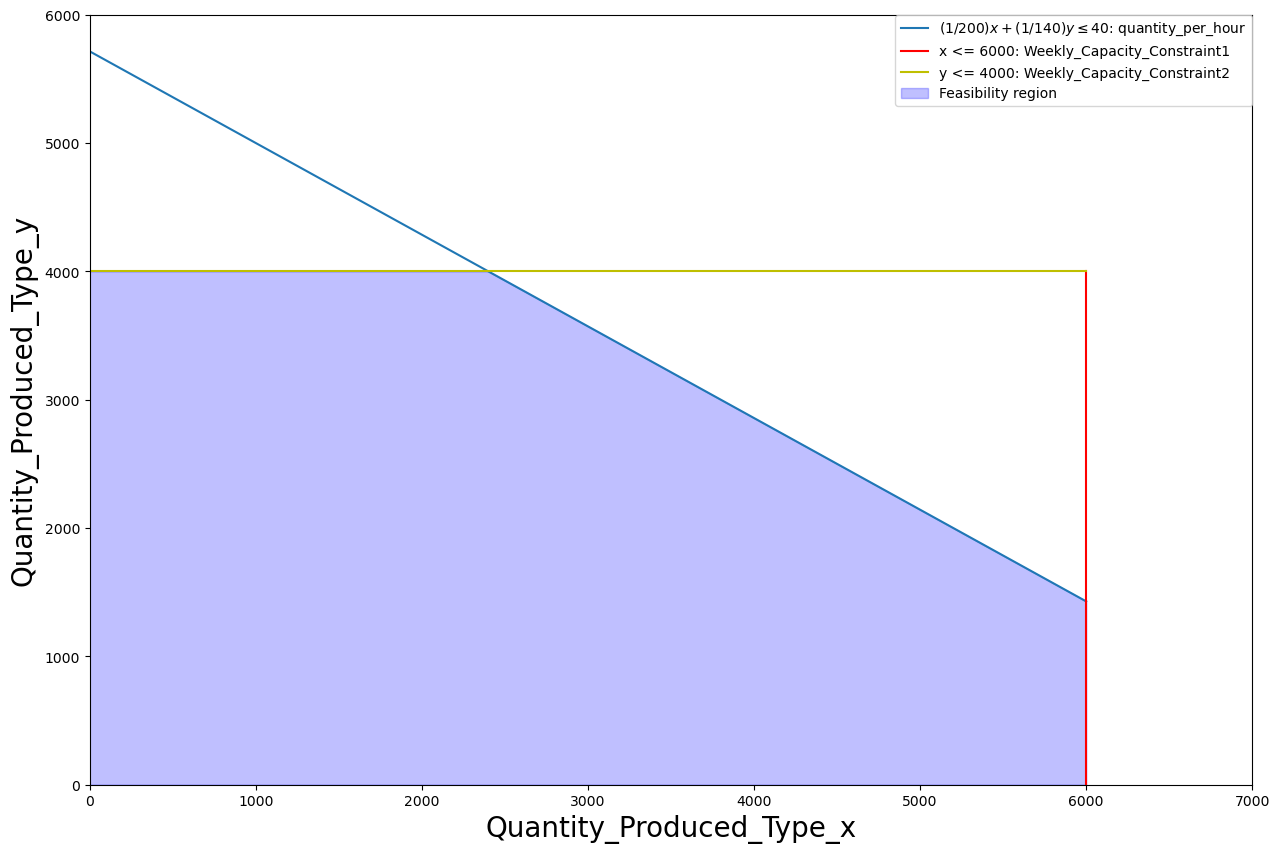 6000
5000
4000
3000
2000
1000
0
Quantity_Produced_Type_y
(1/200)x + (1/140)y ≤ 40: quantity_per_hour
x <= 6000: Weekly_Capacity_Constraint1
y <= 4000: Weekly_Capacity_Constraint2
Feasibility region
0 1000 2000 3000 4000 5000 6000 7000
Quantity_Produced_Type_x